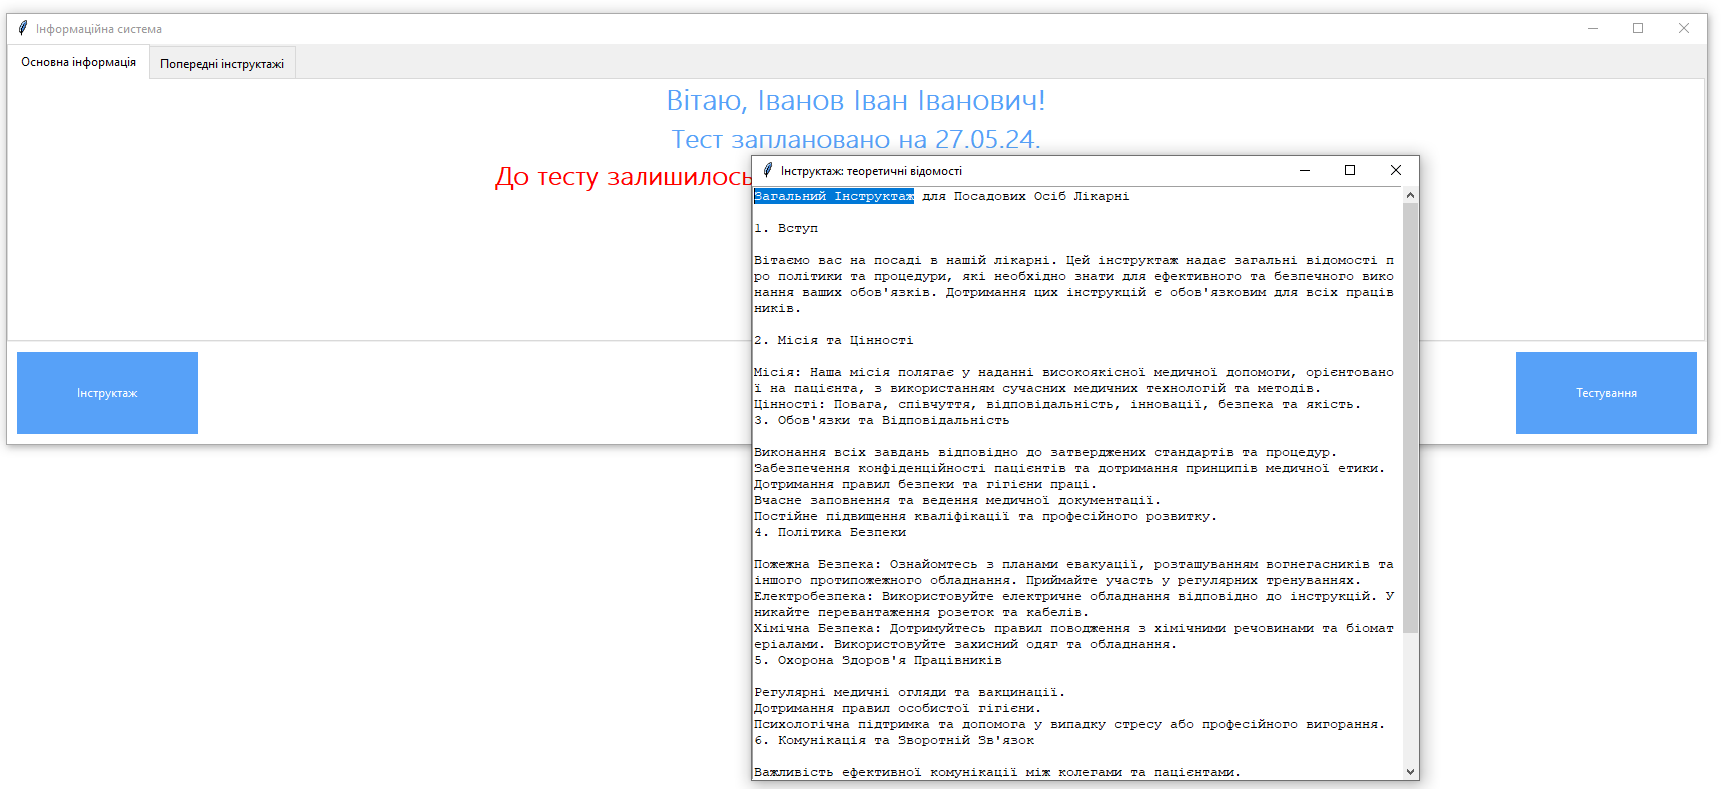 Інформаційна система
Основна інформація
Попередні інструктажі
Вітаю, Іванов Іван Іванович!
Тест заплановано на 27.05.24.
До тесту залишилось
Інструктаж
Тестування
Інструктаж: теоретичні відомості
Загальний Інструктаж для Посадових Осіб Лікарні
1. Вступ
Вітаємо вас на посаді в нашій лікарні. Цей інструктаж надає загальні відомості п
ро політики та процедури, які необхідно знати для ефективного та безпечного вико
нання ваших обов'язків. Дотримання цих інструкцій є обов'язковим для всіх праців
ників.
2. Місія та Цінності
Місія: Наша місія полягає у наданні високоякісної медичної допомоги, орієнтовано
ї на пацієнта, з використанням сучасних медичних технологій та методів.
Цінності: Повага, співчуття, відповідальність, інновації, безпека та якість.
3. Обов'язки та Відповідальність
Виконання всіх завдань відповідно до затверджених стандартів та процедур.
Забезпечення конфіденційності пацієнтів та дотримання принципів медичної етики.
Дотримання правил безпеки та гігієни праці.
Вчасне заповнення та ведення медичної документації.
Постійне підвищення кваліфікації та професійного розвитку.
4. Політика Безпеки
Пожежна Безпека: Ознайомтесь з планами евакуації, розташуванням вогнегасників та
іншого протипожежного обладнання. Приймайте участь у регулярних тренуваннях.
Електробезпека: Використовуйте електричне обладнання відповідно до інструкцій. У
никайте перевантаження розеток та кабелів.
Хімічна Безпека: Дотримуйтесь правил поводження з хімічними речовинами та біомат
еріалами. Використовуйте захисний одяг та обладнання.
5. Охорона Здоров'я Працівників
Регулярні медичні огляди та вакцинації.
Дотримання правил особистої гігієни.
Психологічна підтримка та допомога у випадку стресу або професійного вигорання.
6. Комунікація та Зворотній Зв'язок
Важливість ефективної комунікації між колегами та пацієнтами.